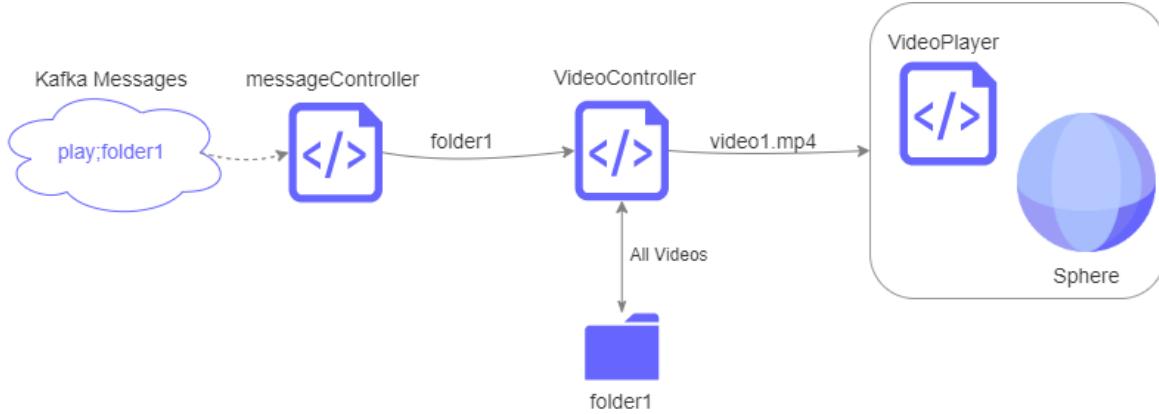 Kafka Messages
play;folder1
messageController
</>
folder1
VideoController
</>
All Videos
folder1
video1.mp4
VideoPlayer
</>
Sphere